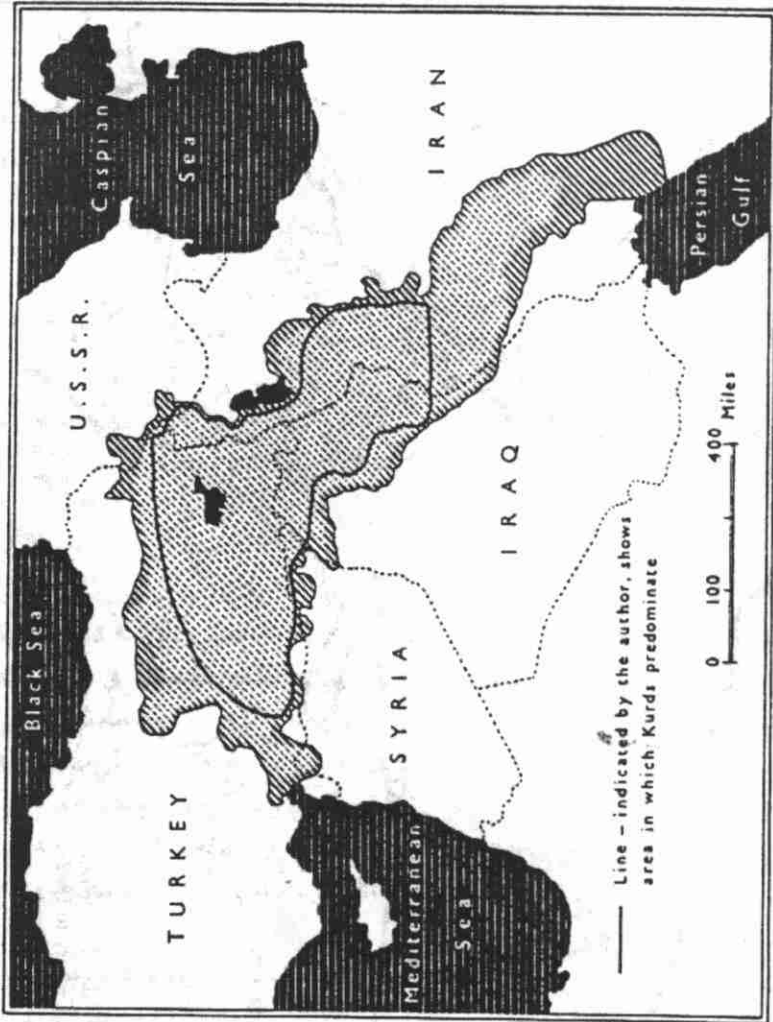 Black Sea
Caspian
Sea
U.S.S.R.
TURKEY
IRAN
SYRIA
IRAQ
Mediterranean
Sea
Persian
Gulf
Line – indicated by the author, shows
area in which Kurds predominate
0 100 400 Miles